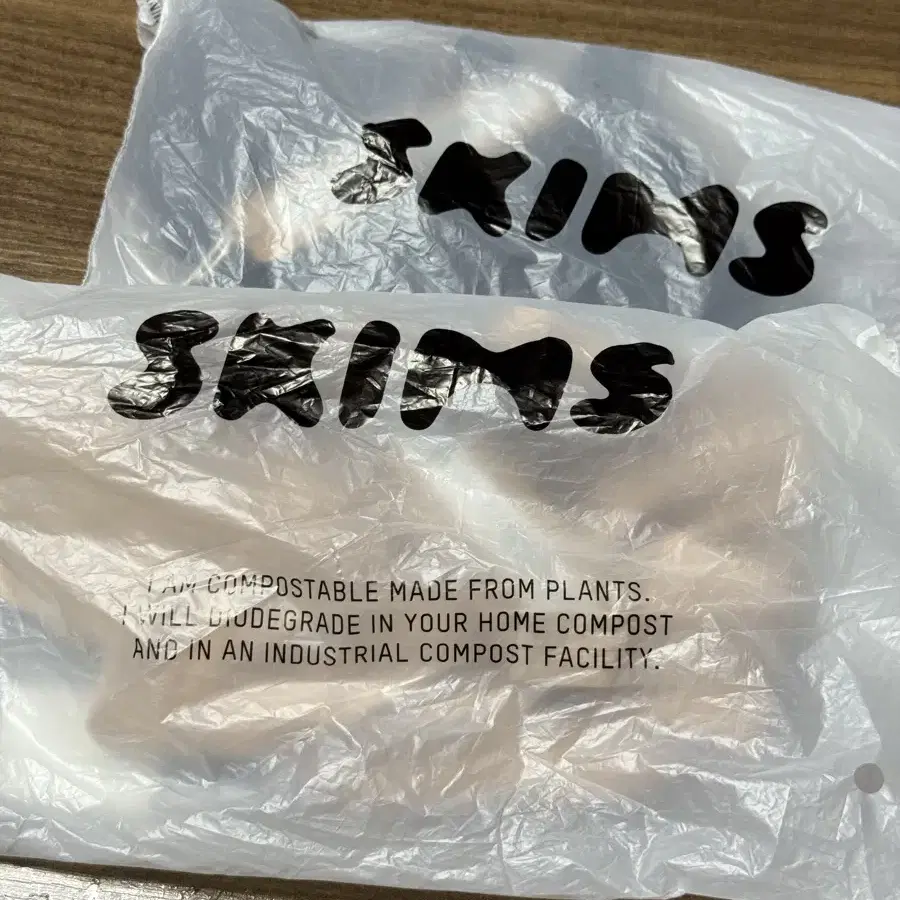 SKIMS
SKIMS
I AM COMPOSTABLE MADE FROM PLANTS.
I WILL BIODEGRADE IN YOUR HOME COMPOST
AND IN AN INDUSTRIAL COMPOST FACILITY.